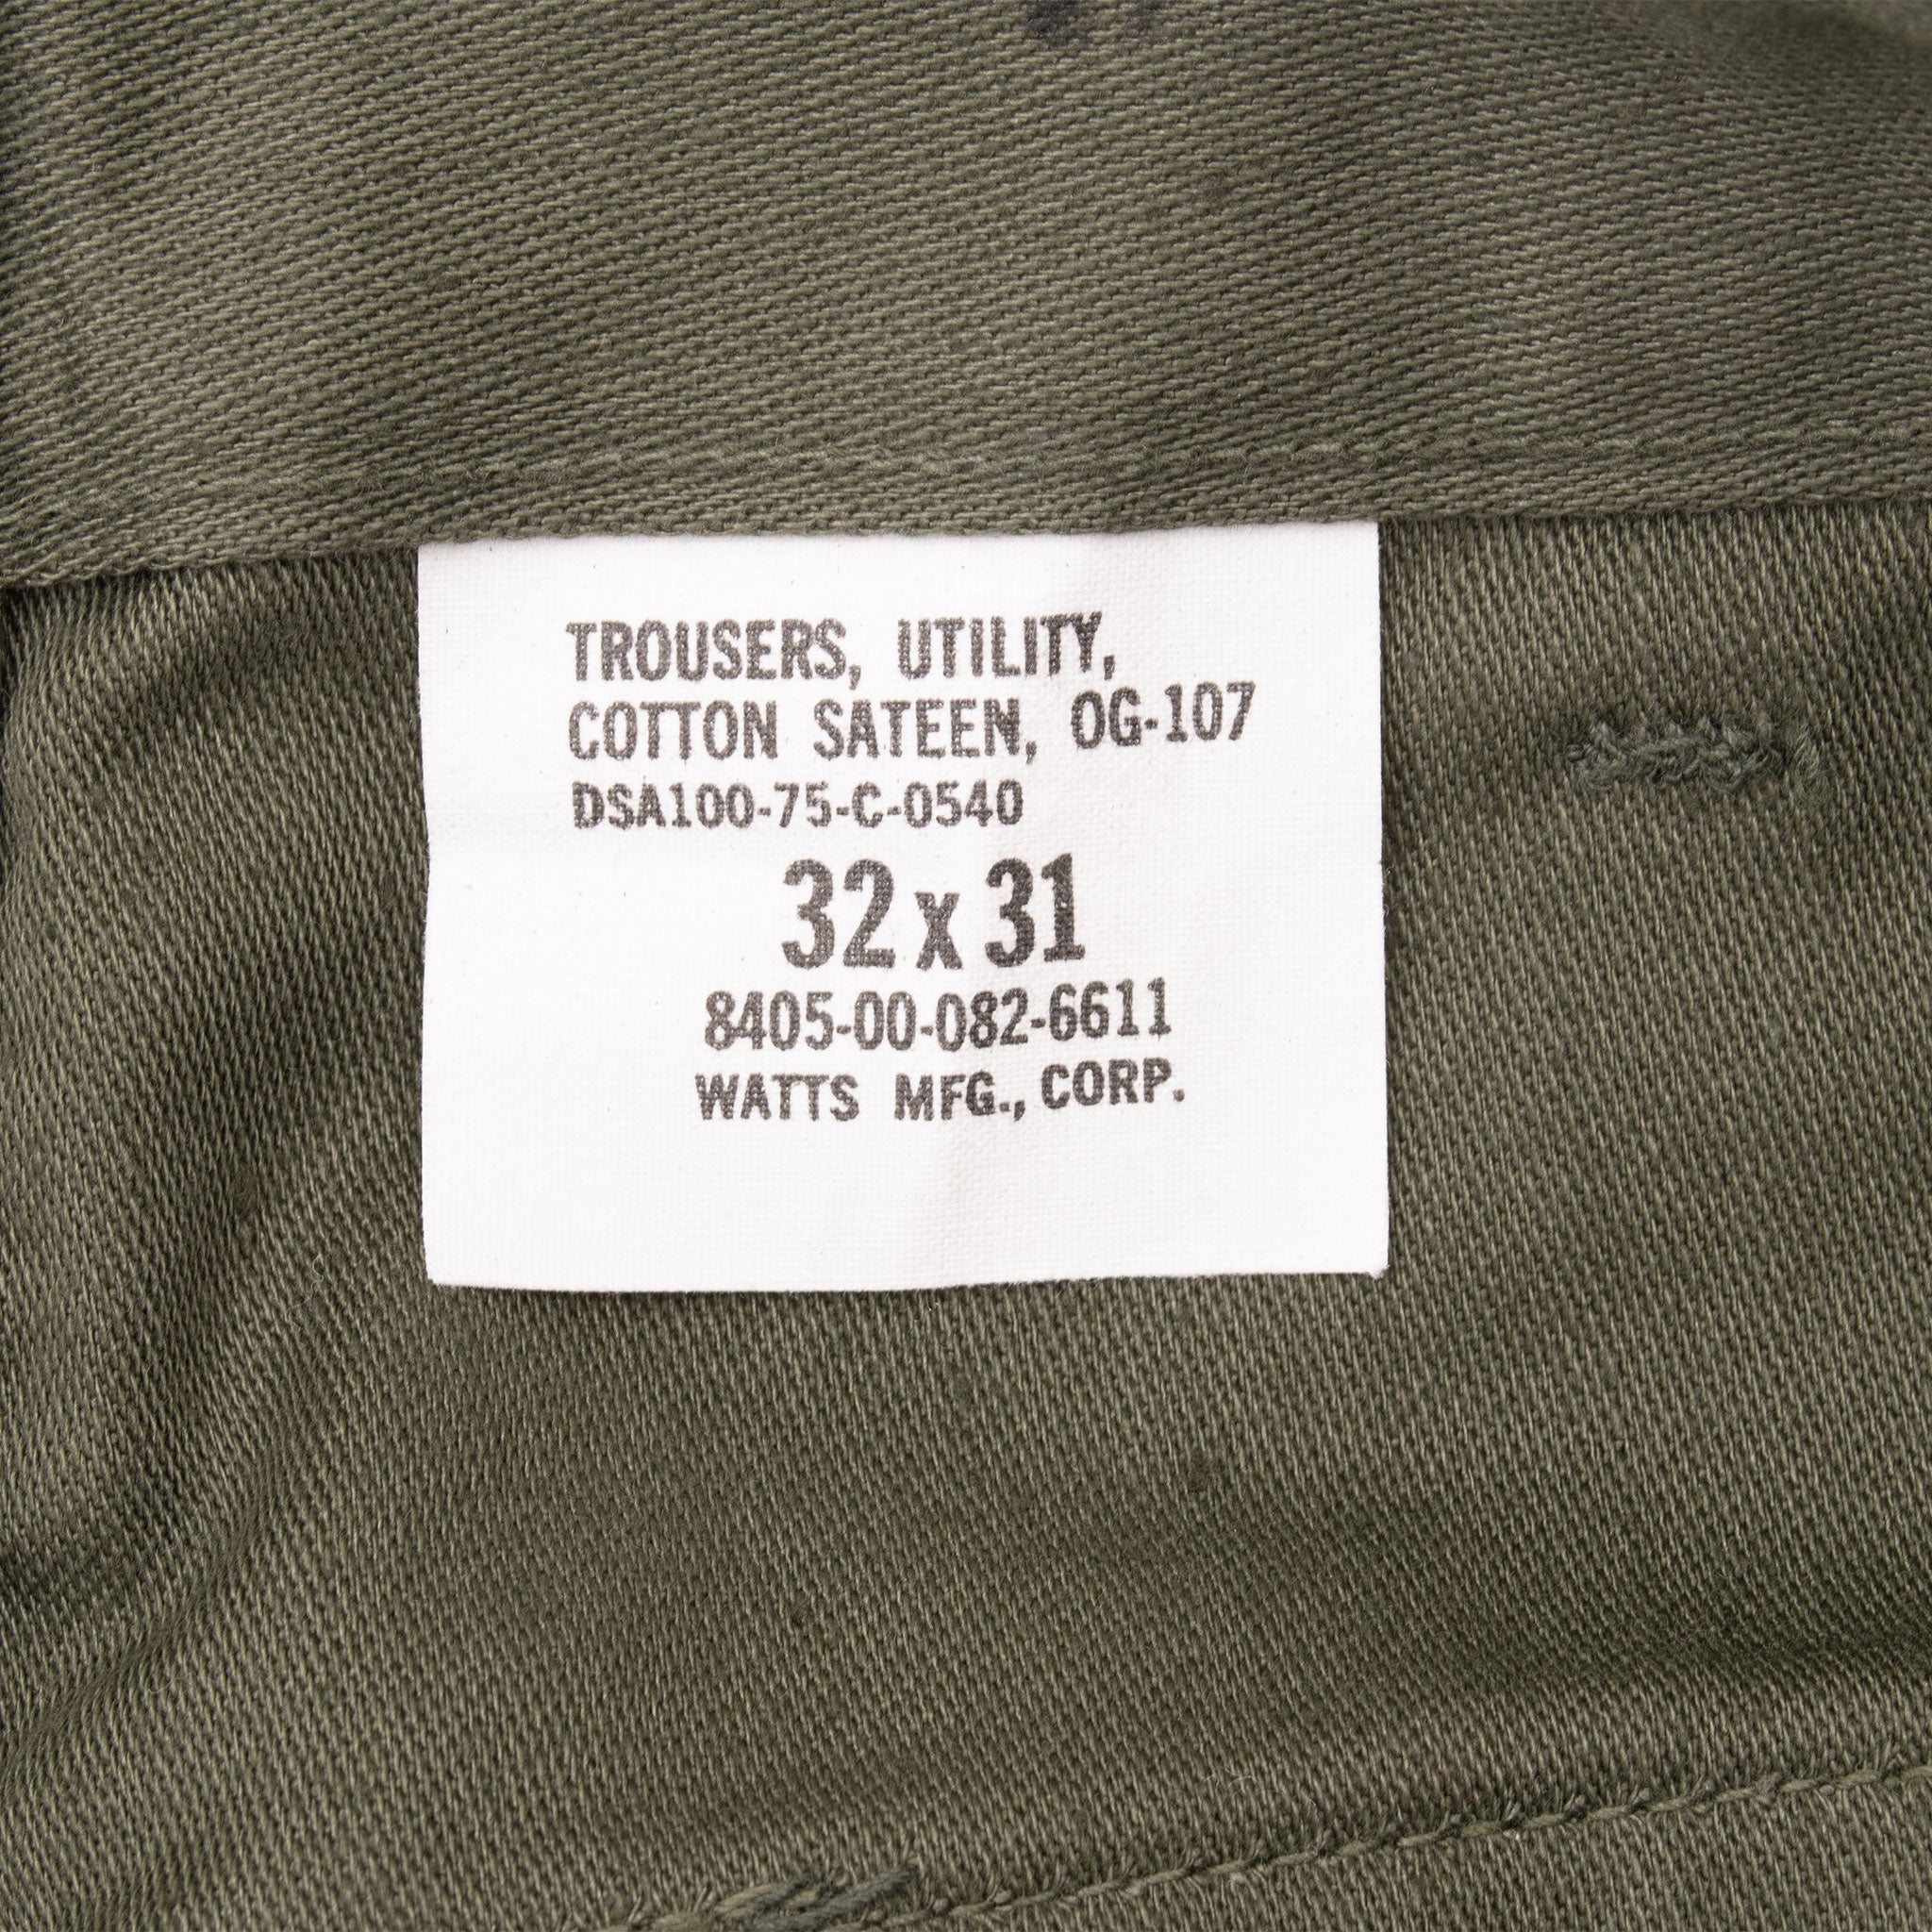 TROUSERS, UTILITY,
COTTON SATEEN, OG-107
DSA100-75-C-0540
32 x 31
8405-00-082-6611
WATTS MFG., CORP.